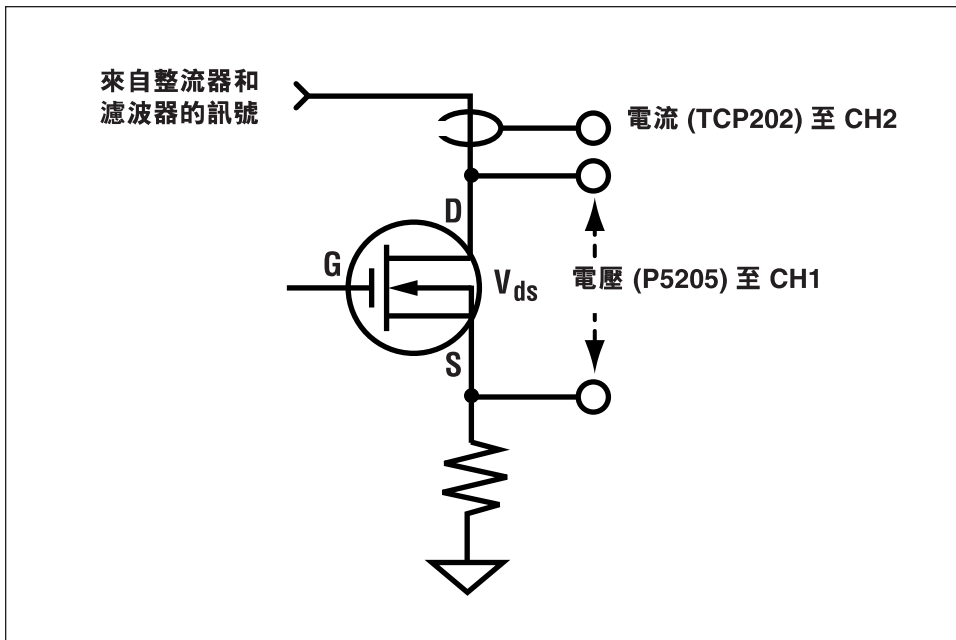 來自整流器和
濾波器的訊號
電流 (TCP202) 至 CH2
D
G
Vds
電壓 (P5205) 至 CH1
S